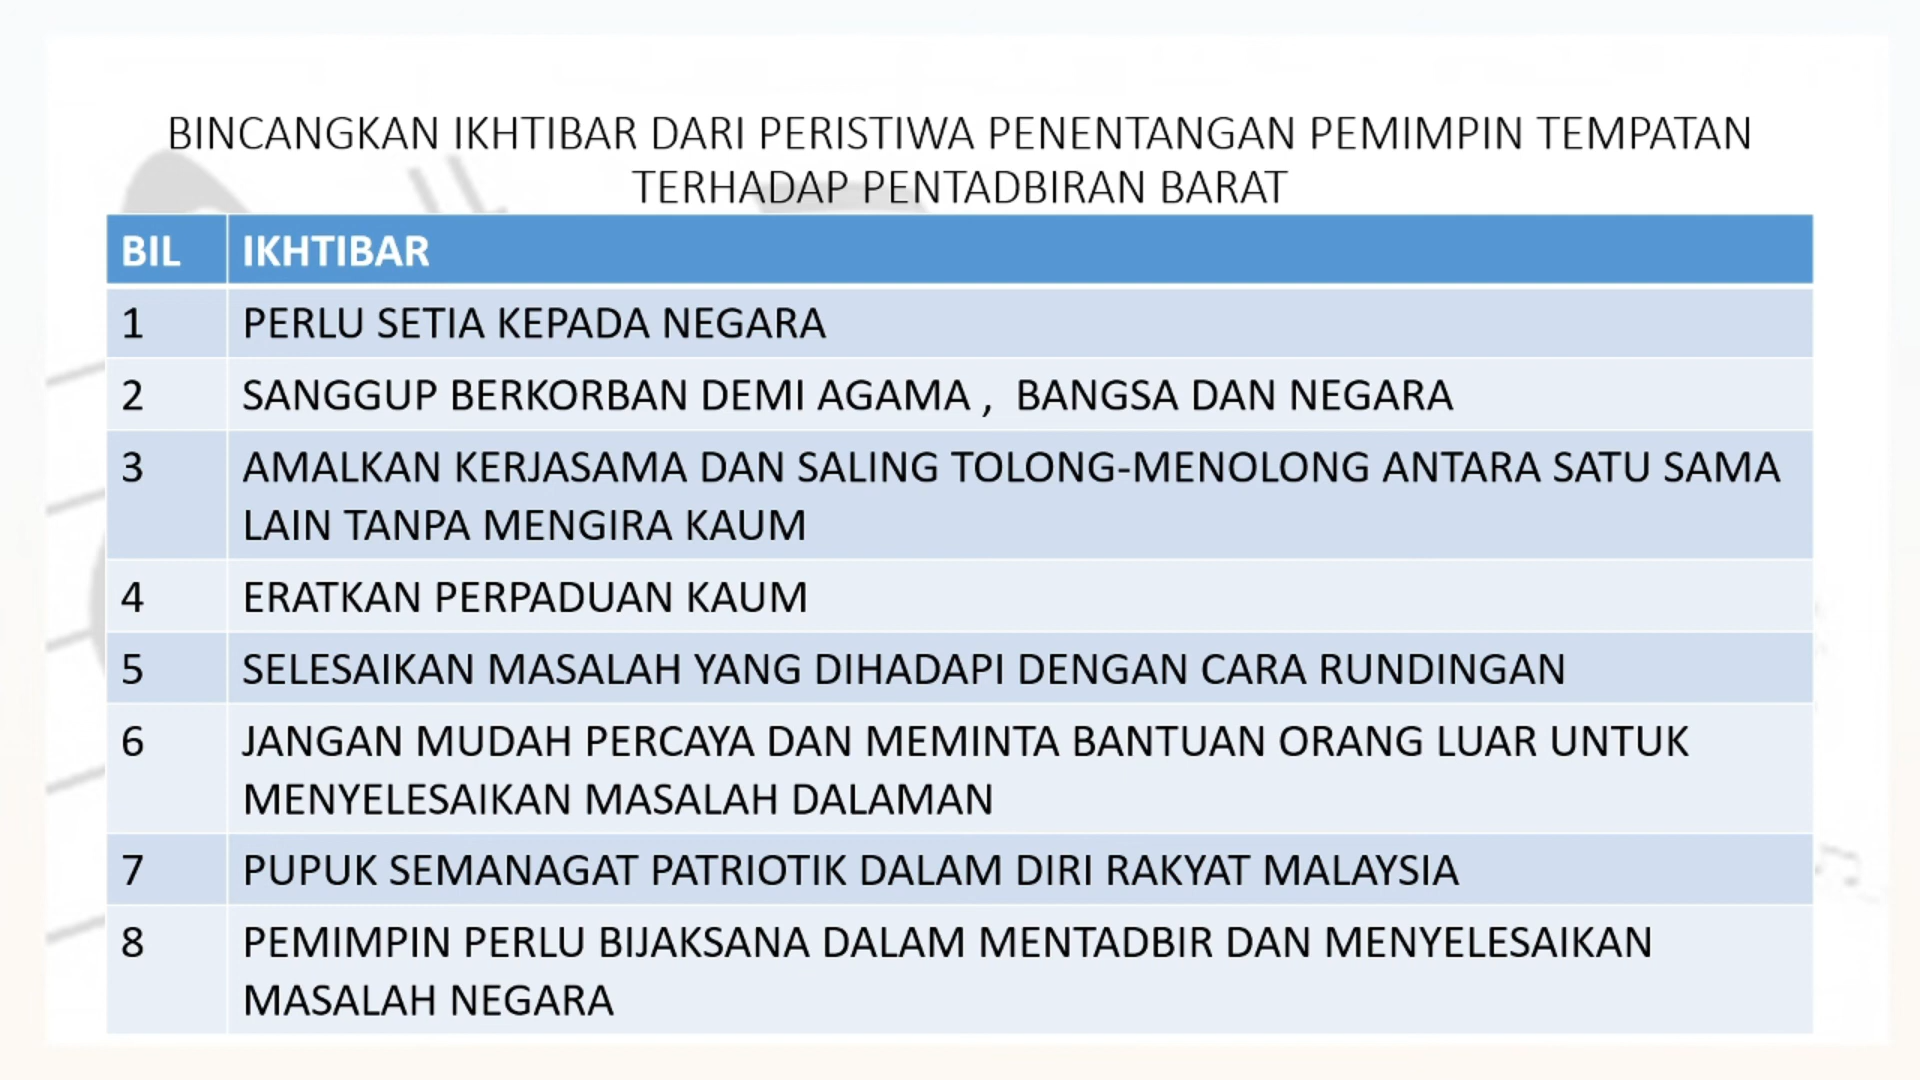 BINCANGKAN IKHTIBAR DARI PERISTIWA PENENTANGAN PEMIMPIN TEMPATAN
TERHADAP PENTADBIRAN BARAT
BIL IKHTIBAR
1 PERLU SETIA KEPADA NEGARA
2 SANGGUP BERKORBAN DEMI AGAMA , BANGSA DAN NEGARA
3 AMALKAN KERJASAMA DAN SALING TOLONG-MENOLONG ANTARA SATU SAMA
LAIN TANPA MENGIRA KAUM
4 ERATKAN PERPADUAN KAUM
5 SELESAIKAN MASALAH YANG DIHADAPI DENGAN CARA RUNDINGAN
6 JANGAN MUDAH PERCAYA DAN MEMINTA BANTUAN ORANG LUAR UNTUK
MENYELESAIKAN MASALAH DALAMAN
7 PUPUK SEMANAGAT PATRIOTIK DALAM DIRI RAKYAT MALAYSIA
8 PEMIMPIN PERLU BIJAKSANA DALAM MENTADBIR DAN MENYELESAIKAN
MASALAH NEGARA